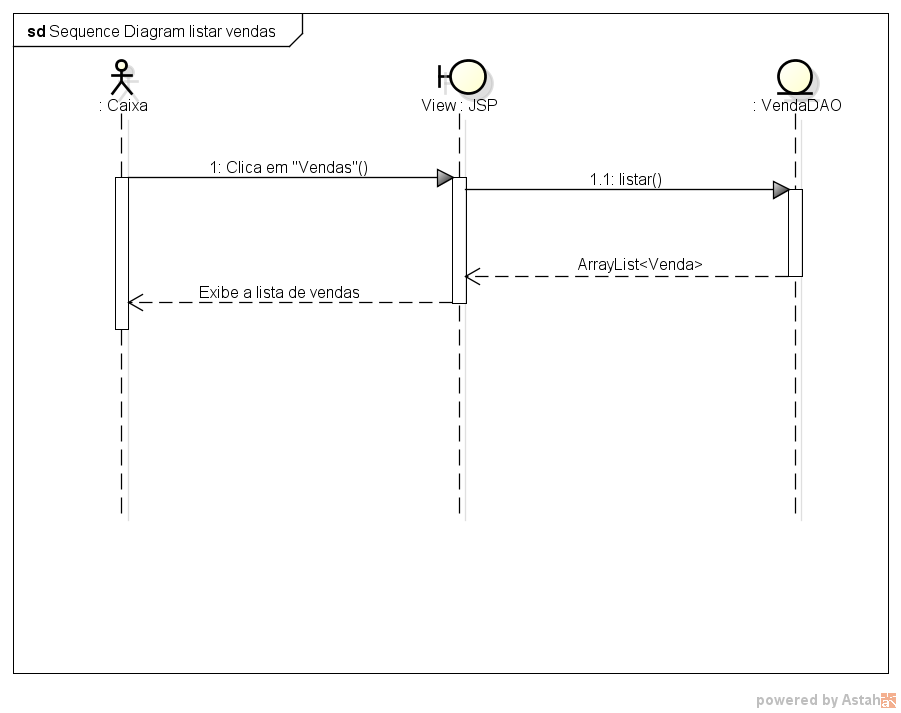 sd Sequence Diagram listar vendas
: Caixa
View : JSP
: VendaDAO
1: Clica em "Vendas"()
1.1: listar()
ArrayList<Venda>
Exibe a lista de vendas
powered by Astah